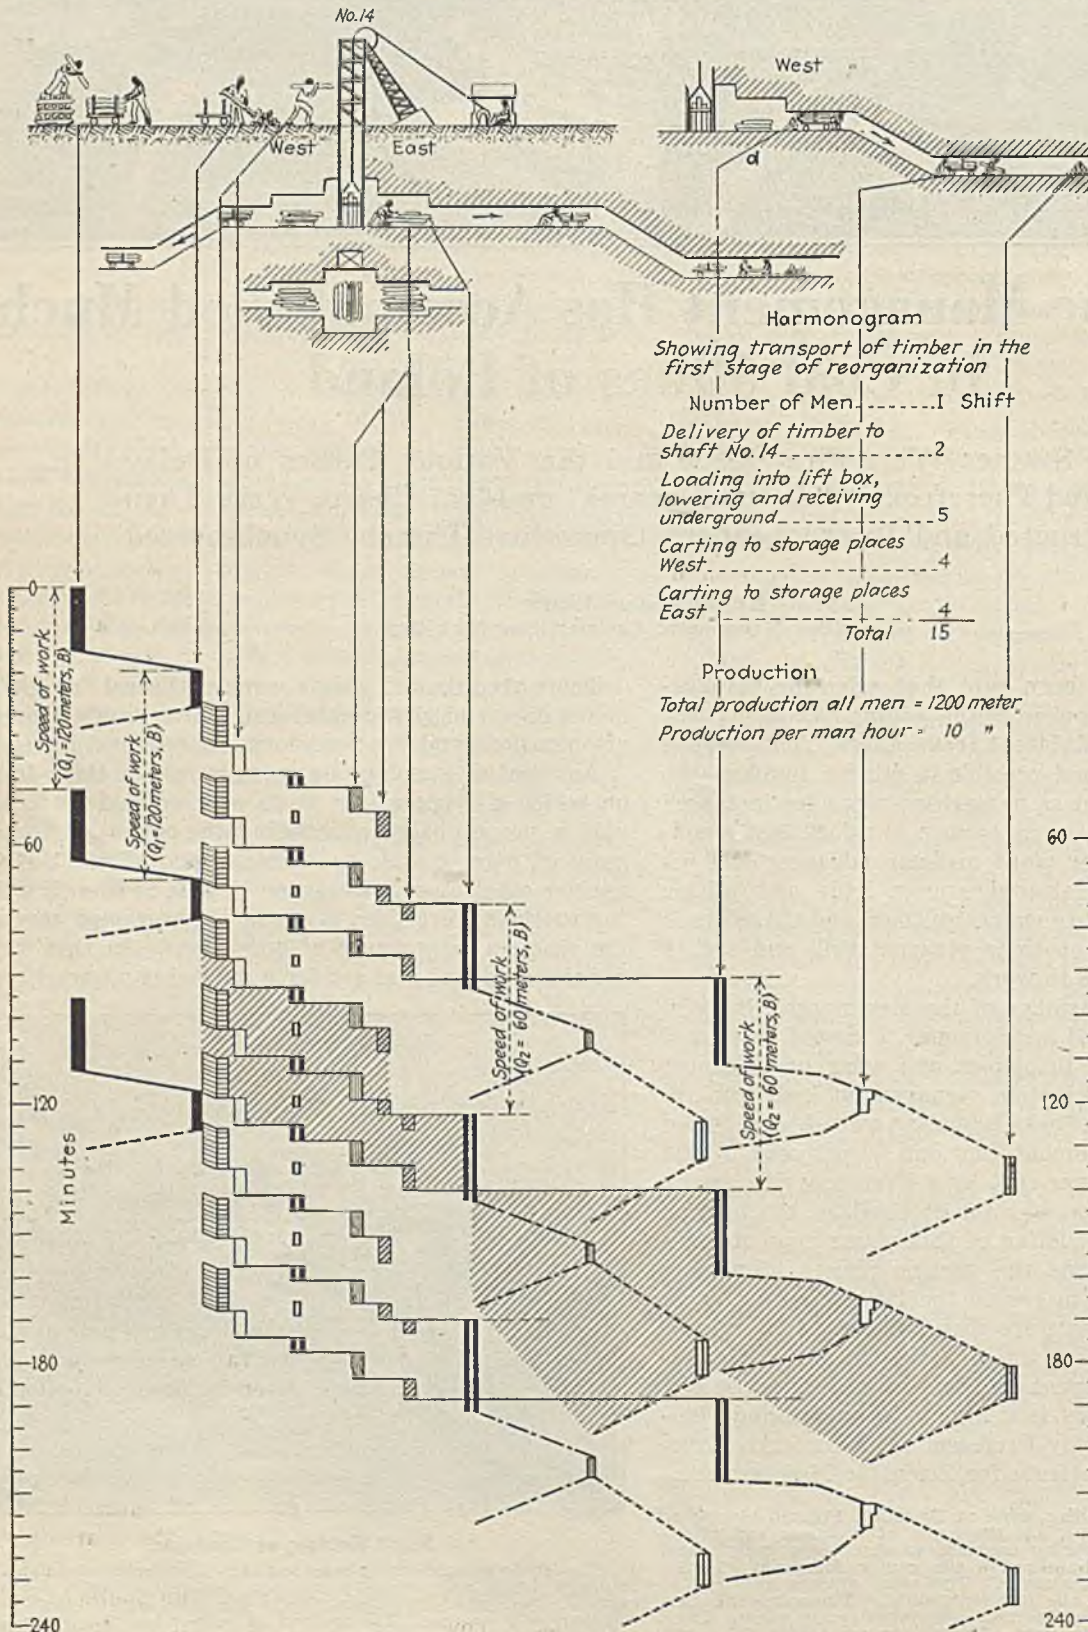 No. 14
West
West
East
d
Harmonogram
Showing transport of timber in the
first stage of reorganization
Number of Men........I Shift
Delivery of timber to
shaft No. 14............2
Loading into lift box,
lowering and receiving
underground............5
Carting to storage places
West............4
Carting to storage places
East............4
Total 15
Production
Total production all men = 1200 meter
Production per man hour = 10 "
0
Speed of work
(Q₁=120 meters, B)
Speed of work
(Q₁=120 meters, B)
60
60
Speed of work
(Q₂ = 60 meters, B)
Speed of work
(Q₂ = 60 meters, B)
120
120
Minutes
180
180
240
240